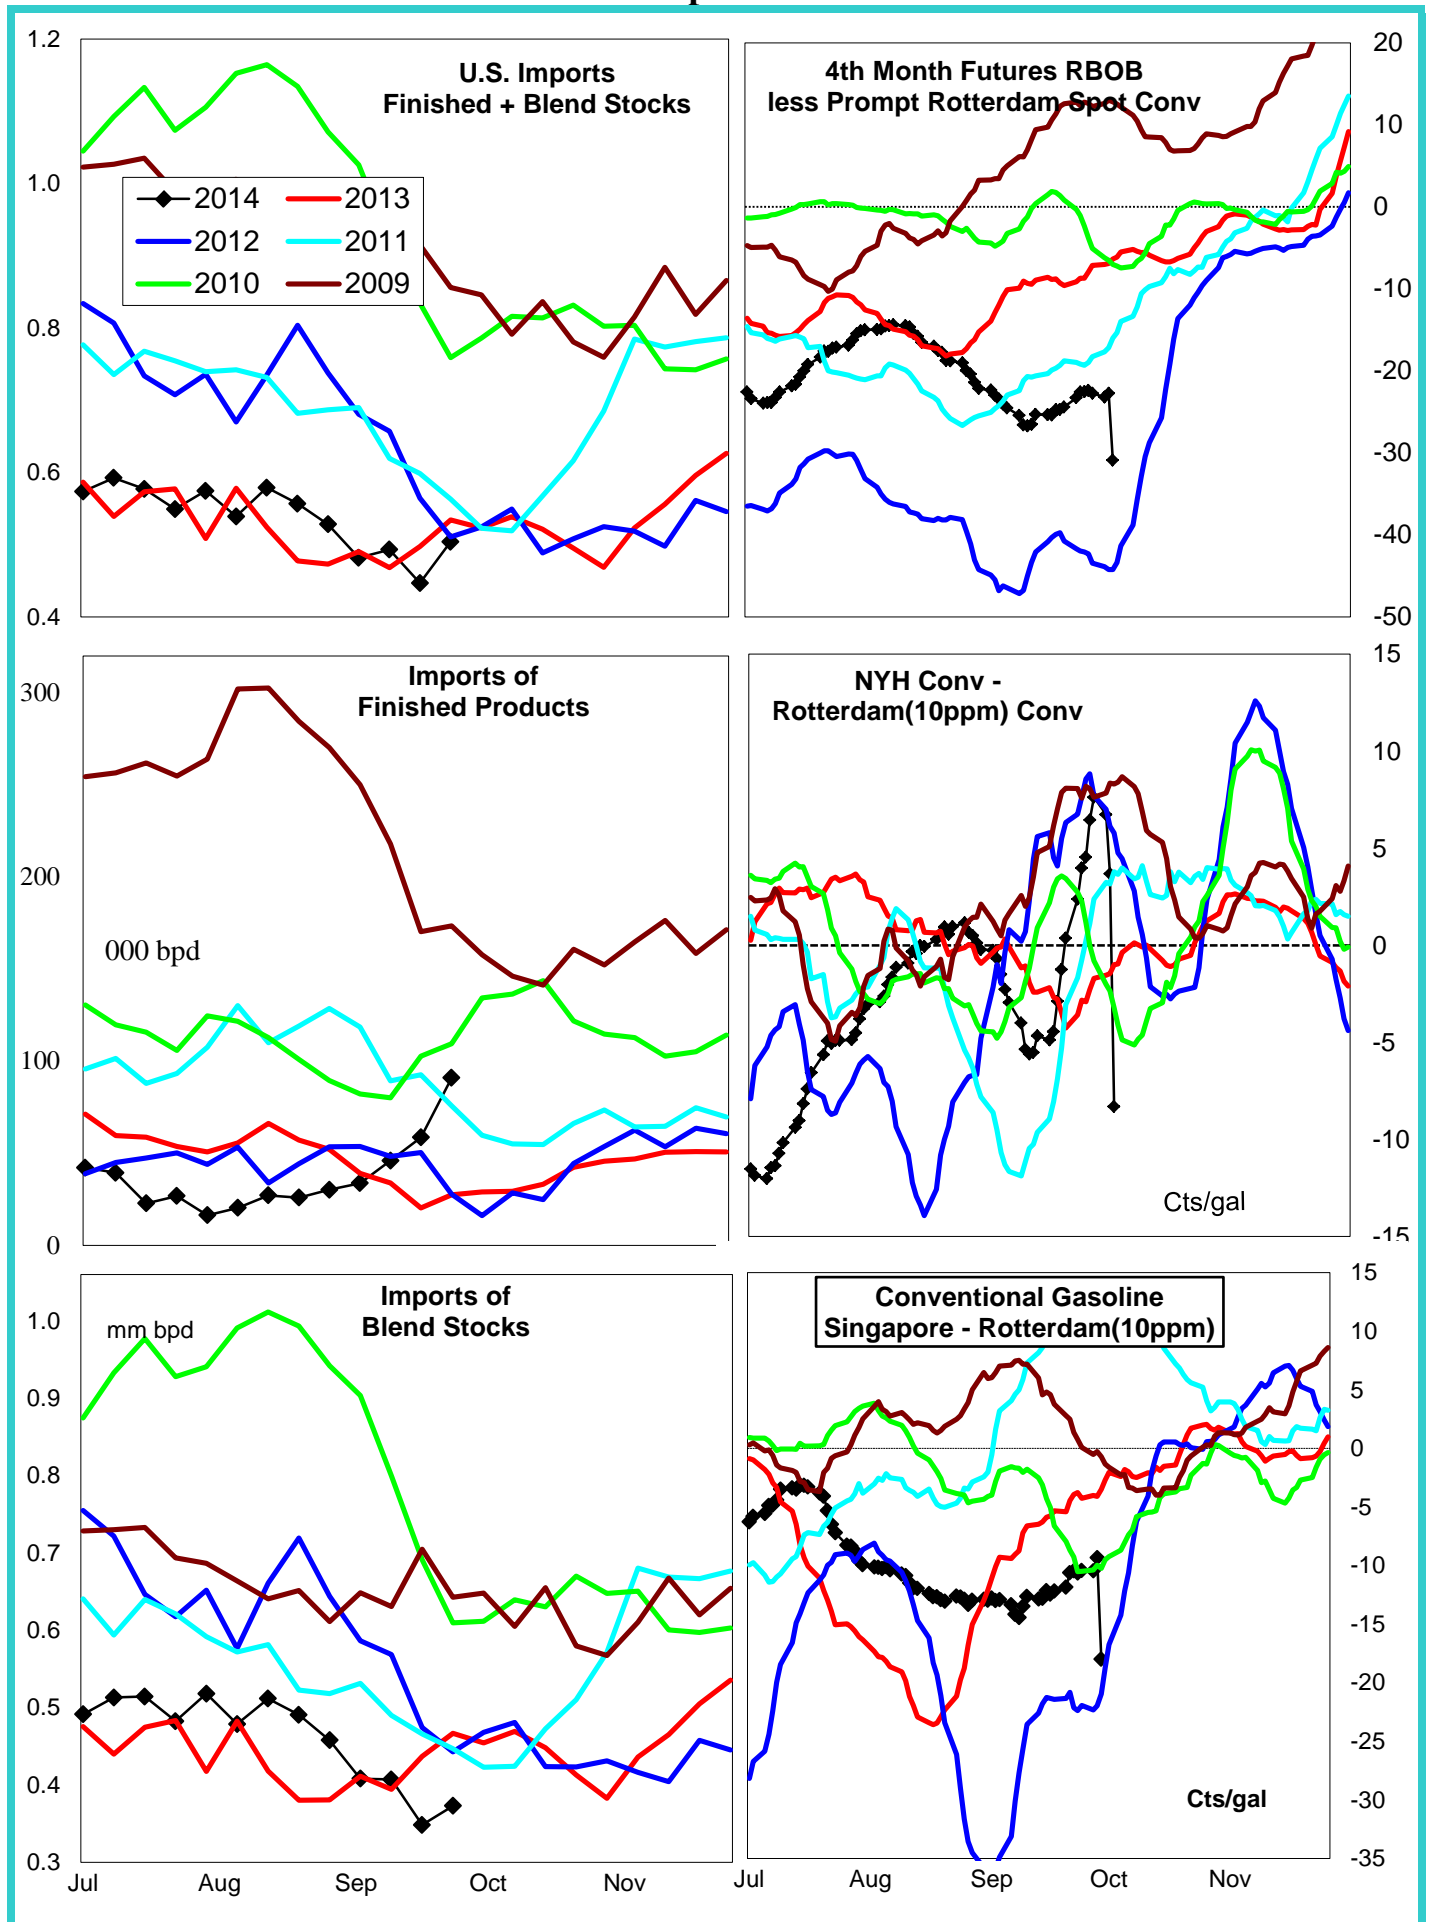 1.2
1.0
0.8
0.6
0.4
U.S. Imports
Finished + Blend Stocks
2014
2013
2012
2011
2010
2009
4th Month Futures RBOB
less Prompt Rotterdam Spot Conv
20
10
0
-10
-20
-30
-40
-50
300
200
100
0
Imports of
Finished Products
000 bpd
NYH Conv -
Rotterdam(10ppm) Conv
Cts/gal
15
10
5
0
-5
-10
-15
1.0
0.9
0.8
0.7
0.6
0.5
0.4
0.3
Imports of
Blend Stocks
mm bpd
Jul
Aug
Sep
Oct
Nov
Conventional Gasoline
Singapore - Rotterdam(10ppm)
Cts/gal
15
10
5
0
-5
-10
-15
-20
-25
-30
-35
Jul
Aug
Sep
Oct
Nov